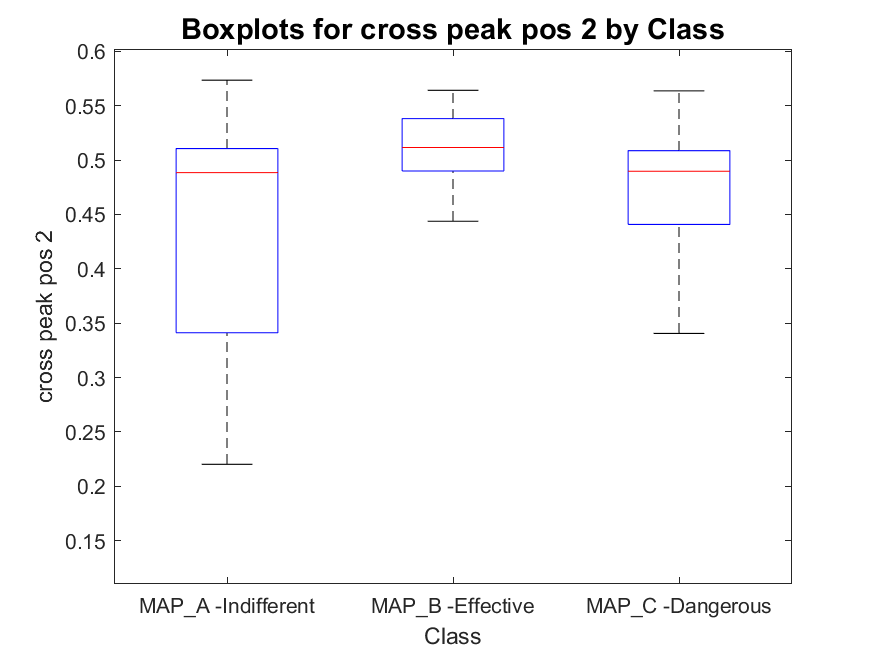 Boxplots for cross peak pos 2 by Class
0.6
0.55
0.5
0.45
0.4
0.35
0.3
0.25
0.2
0.15
cross peak pos 2
MAP_A -Indifferent MAP_B -Effective MAP_C -Dangerous
Class